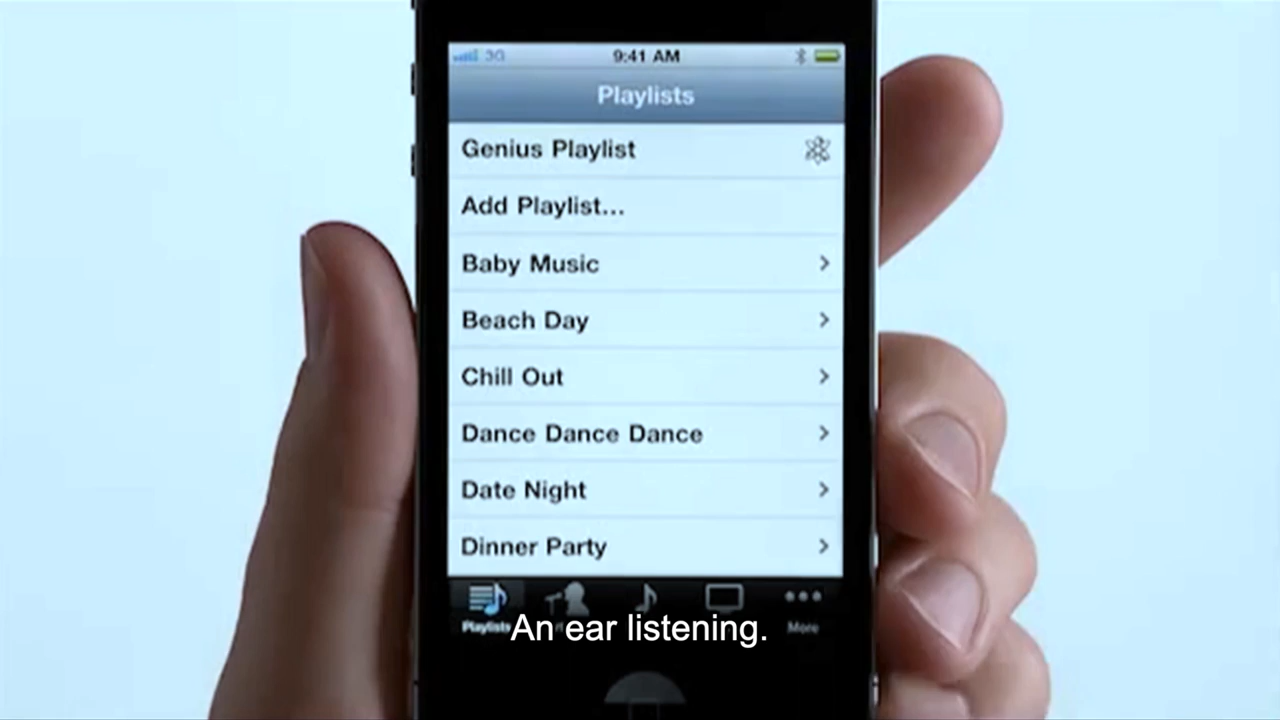 3G 9:41 AM
Playlists
Genius Playlist
Add Playlist...
Baby Music
Beach Day
Chill Out
Dance Dance Dance
Date Night
Dinner Party
Playlists More
An ear listening.